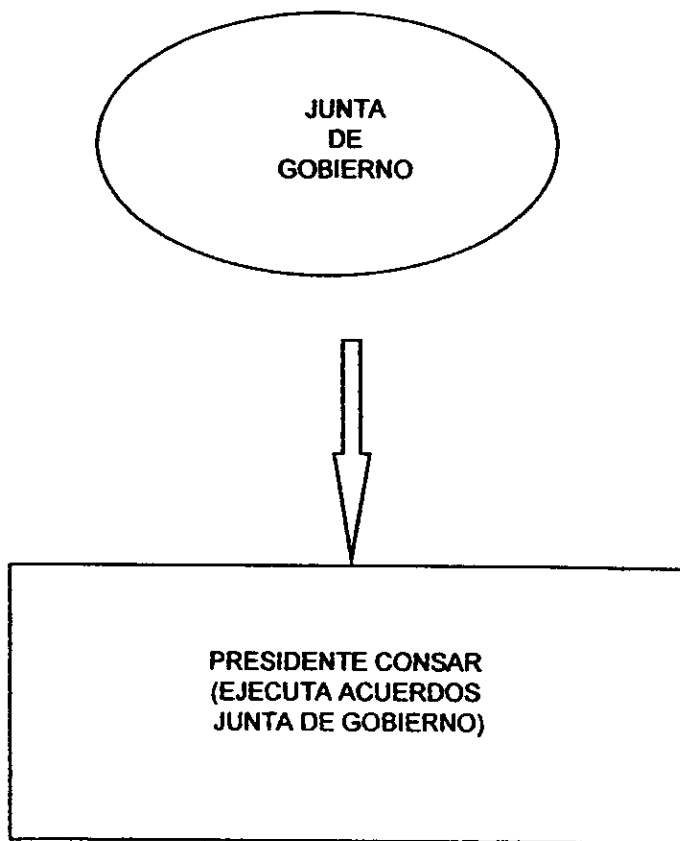 JUNTA
DE
GOBIERNO
PRESIDENTE CONSAR
(EJECUTA ACUERDOS
JUNTA DE GOBIERNO)